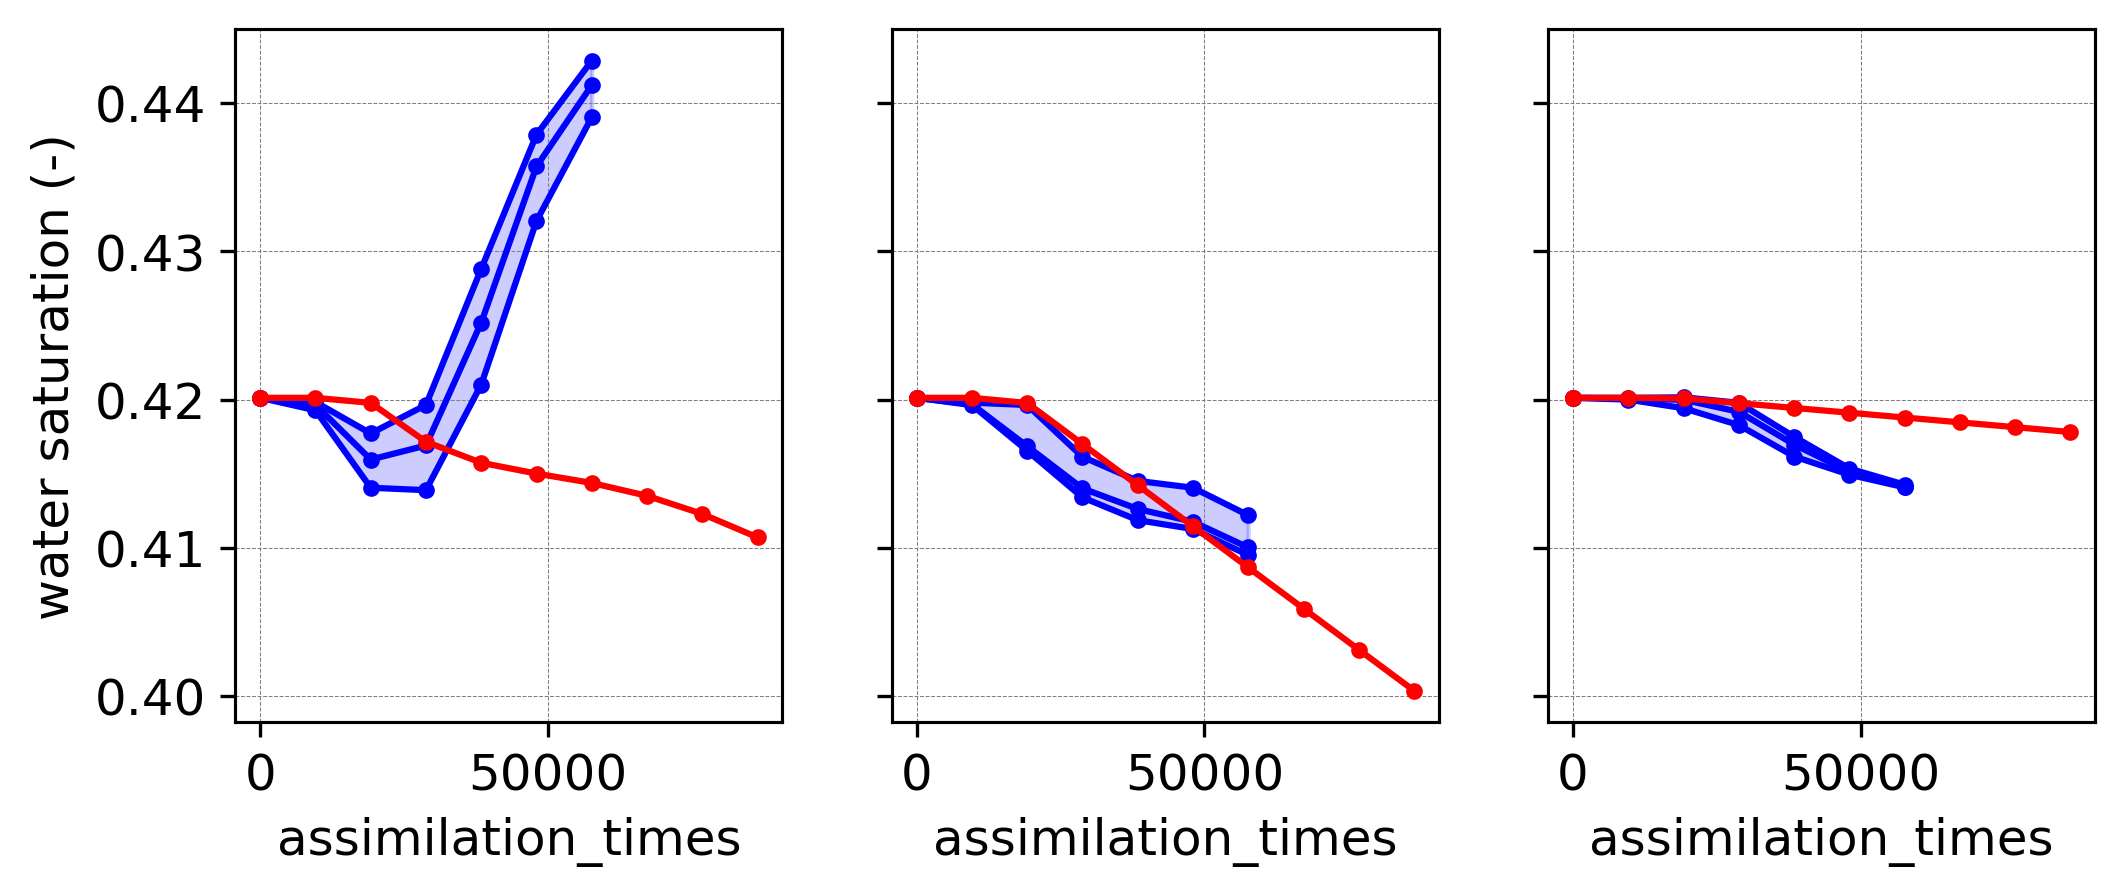 water saturation (-)
0.44
0.43
0.42
0.41
0.40
0 50000
assimilation_times
0 50000
assimilation_times
0 50000
assimilation_times